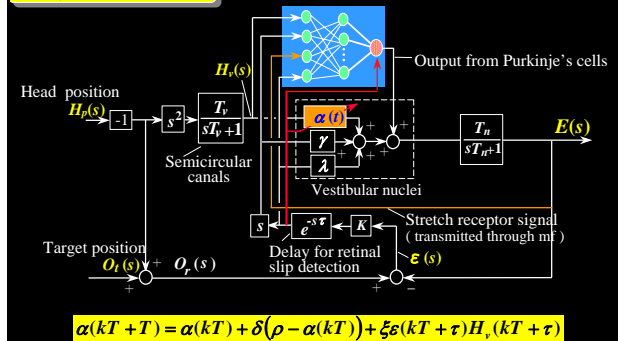 Head position
H_p(s)
-1
s²
T_v
sT_v+1
Semicircular
canals
H_v(s)
α(t)
γ
λ
+
+
+
+
+
Vestibular nuclei
Output from Purkinje's cells
T_n
sT_n+1
E(s)
Stretch receptor signal
( transmitted through mf )
s
e^{-sτ}
K
Delay for retinal
slip detection
ε(s)
Target position
O_t(s)
+
+
O_r(s)
+
−
α(kT + T) = α(kT) + δ(ρ − α(kT)) + ξε(kT + τ)H_v(kT + τ)